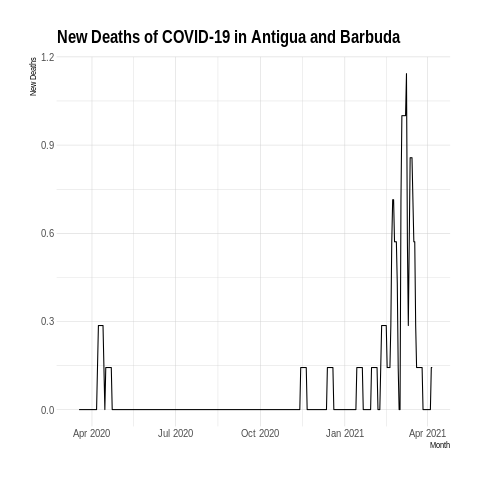 New Deaths of COVID-19 in Antigua and Barbuda
New Deaths
1.2
0.9
0.6
0.3
0.0
Apr 2020 Jul 2020 Oct 2020 Jan 2021 Apr 2021
Month